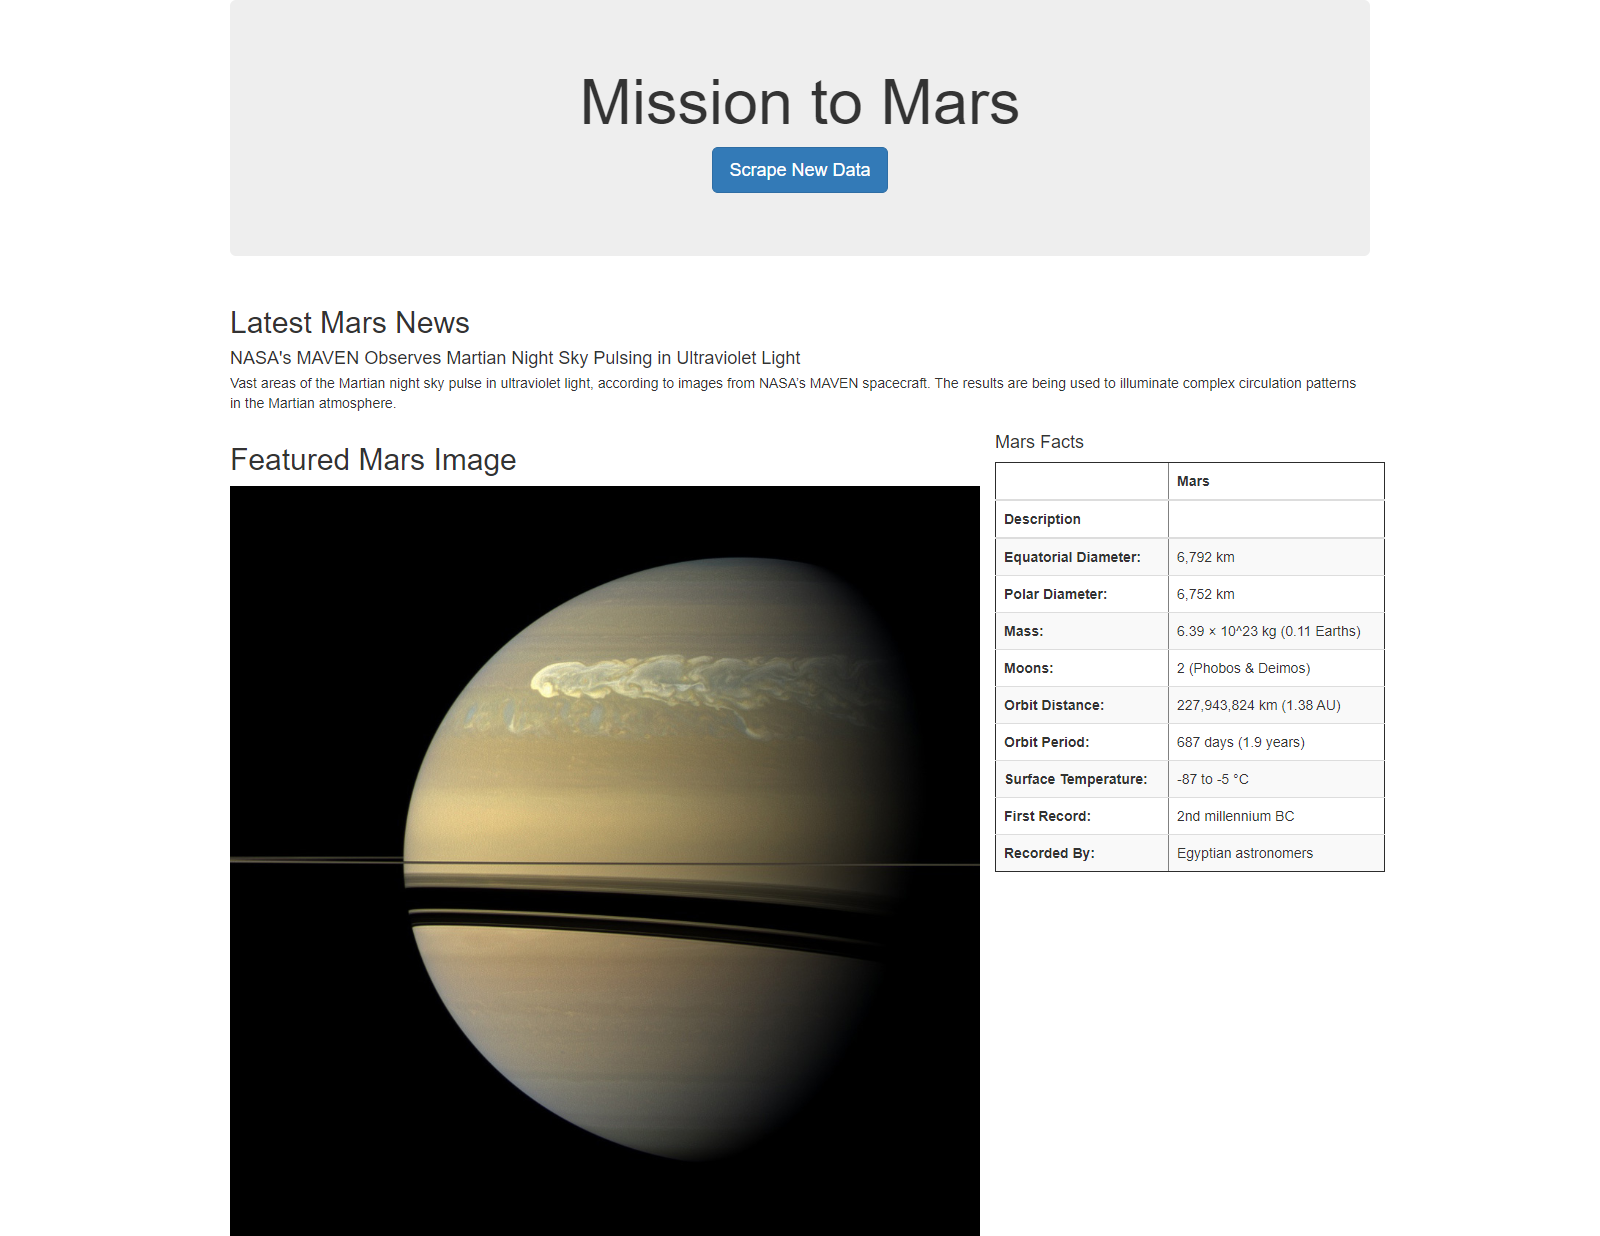 Mission to Mars
Scrape New Data
Latest Mars News
NASA's MAVEN Observes Martian Night Sky Pulsing in Ultraviolet Light
Vast areas of the Martian night sky pulse in ultraviolet light, according to images from NASA's MAVEN spacecraft. The results are being used to illuminate complex circulation patterns
in the Martian atmosphere.
Featured Mars Image
Mars Facts
Mars
Description
Equatorial Diameter: 6,792 km
Polar Diameter: 6,752 km
Mass: 6.39 × 10^23 kg (0.11 Earths)
Moons: 2 (Phobos & Deimos)
Orbit Distance: 227,943,824 km (1.38 AU)
Orbit Period: 687 days (1.9 years)
Surface Temperature: -87 to -5 °C
First Record: 2nd millennium BC
Recorded By: Egyptian astronomers